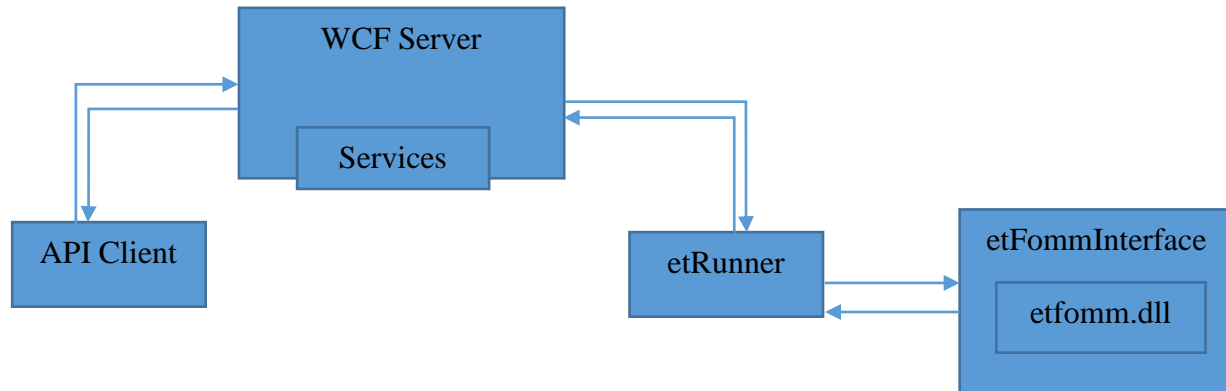 WCF Server
Services
API Client
etRunner
etFommInterface
etfomm.dll